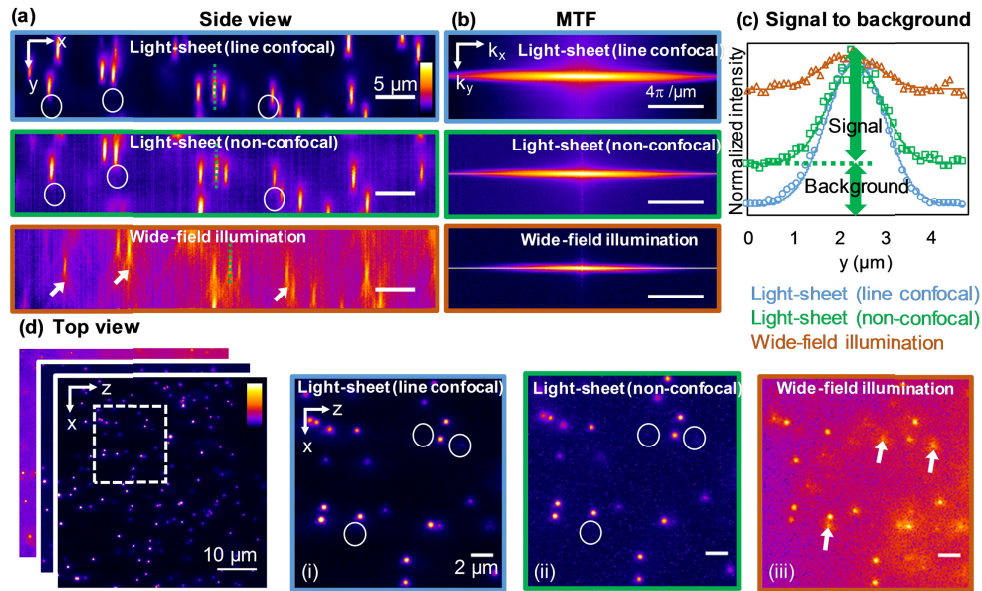 (a) Side view
Light-sheet (line confocal)
x
y
5 µm
Light-sheet (non-confocal)
Wide-field illumination
(b) MTF
Light-sheet (line confocal)
kx
ky
4π /µm
Light-sheet (non-confocal)
Wide-field illumination
(c) Signal to background
Normalized intensity
Signal
Background
0 1 2 3 4
y (µm)
Light-sheet (line confocal)
Light-sheet (non-confocal)
Wide-field illumination
(d) Top view
z
x
10 µm
Light-sheet (line confocal)
z
x
(i)
2 µm
Light-sheet (non-confocal)
(ii)
Wide-field illumination
(iii)